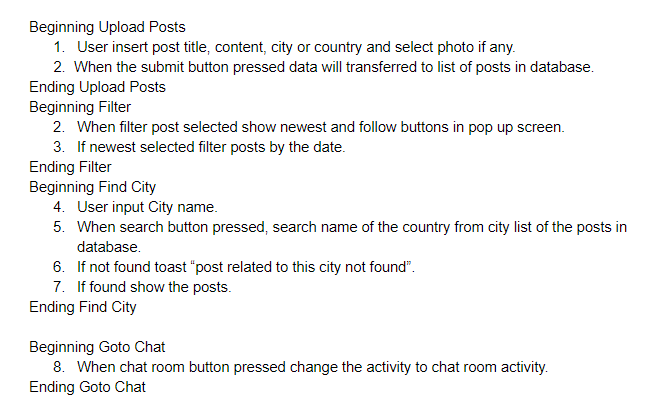 Beginning Upload Posts
1. User insert post title, content, city or country and select photo if any.
2. When the submit button pressed data will transferred to list of posts in database.
Ending Upload Posts
Beginning Filter
2. When filter post selected show newest and follow buttons in pop up screen.
3. If newest selected filter posts by the date.
Ending Filter
Beginning Find City
4. User input City name.
5. When search button pressed, search name of the country from city list of the posts in
database.
6. If not found toast “post related to this city not found”.
7. If found show the posts.
Ending Find City
Beginning Goto Chat
8. When chat room button pressed change the activity to chat room activity.
Ending Goto Chat